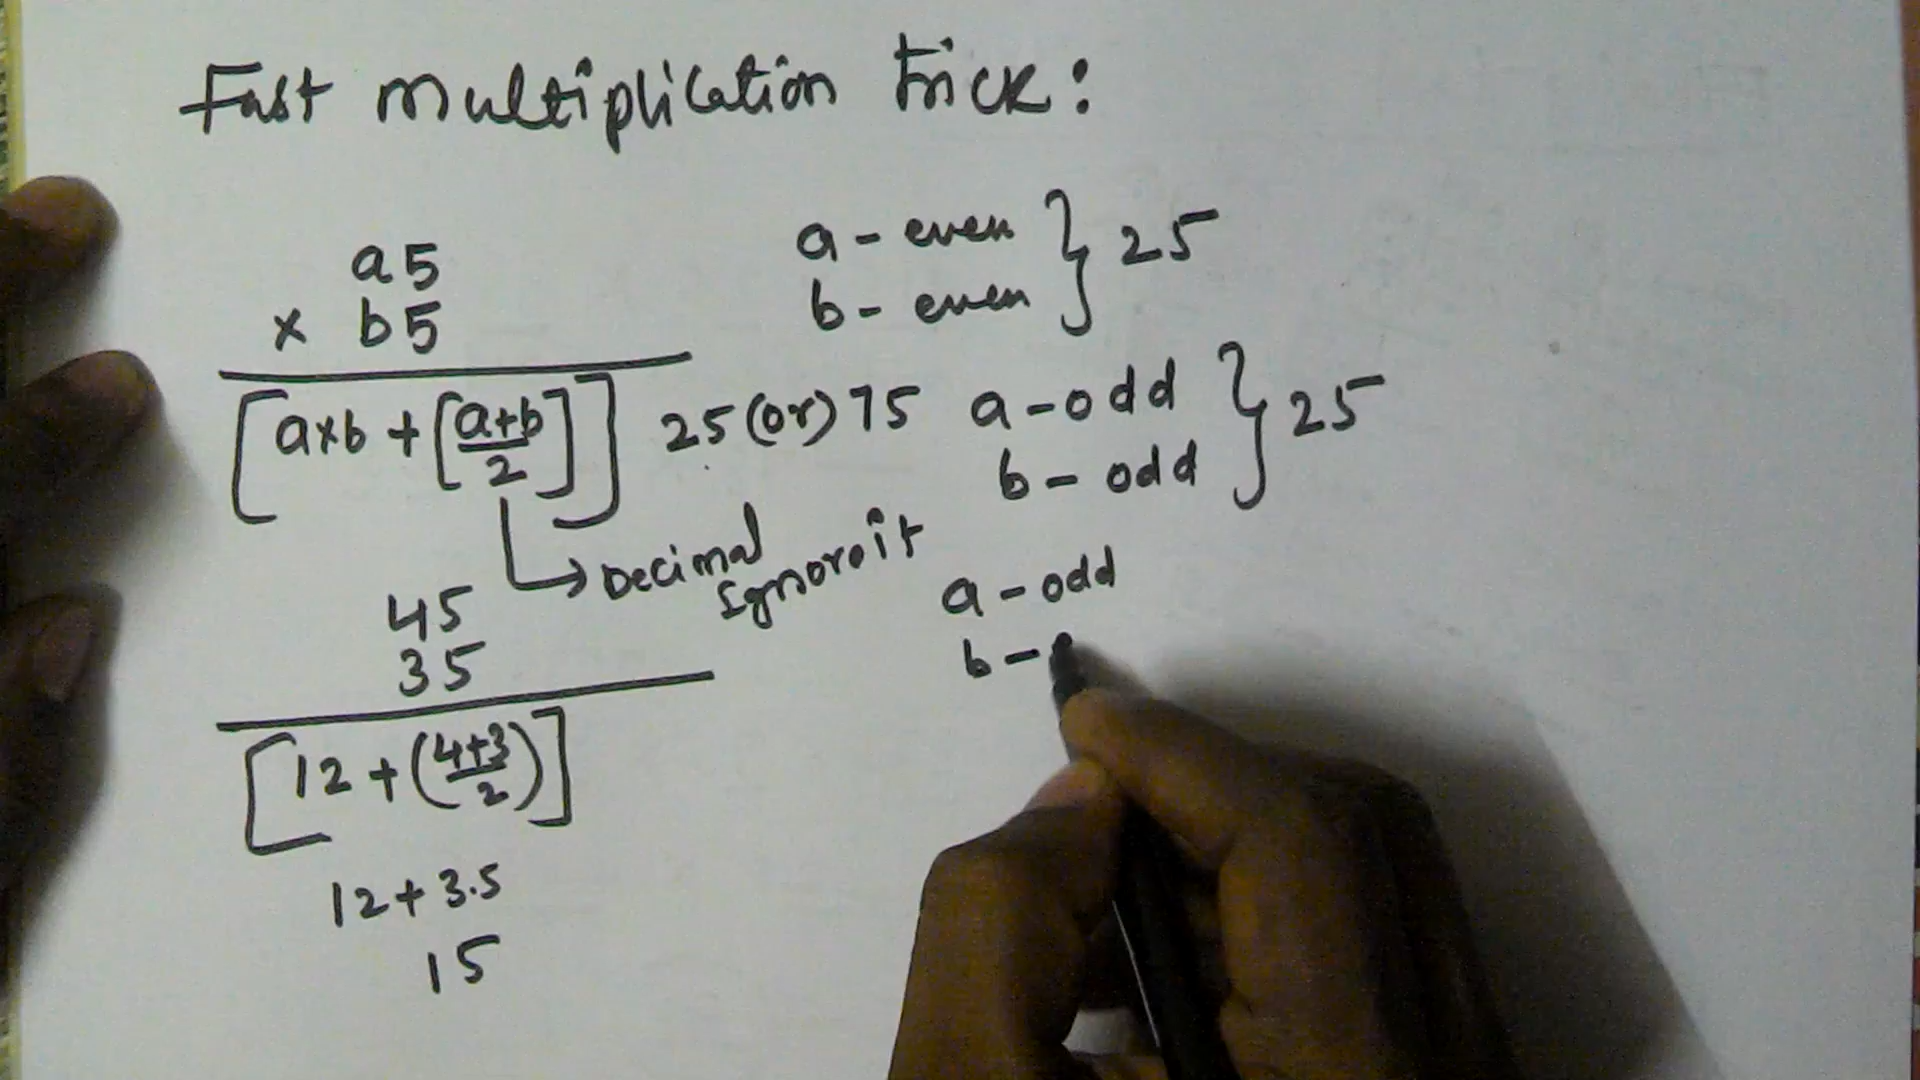 Fast multiplication trick:
a5
× b5
[a×b + [a+b/2]] 25 (or) 75
Decimal
Ignore it
a - even
b - even } 25
a - odd
b - odd } 25
a - odd
b -
45
35
[12 + (4+3/2)]
12 + 3.5
15